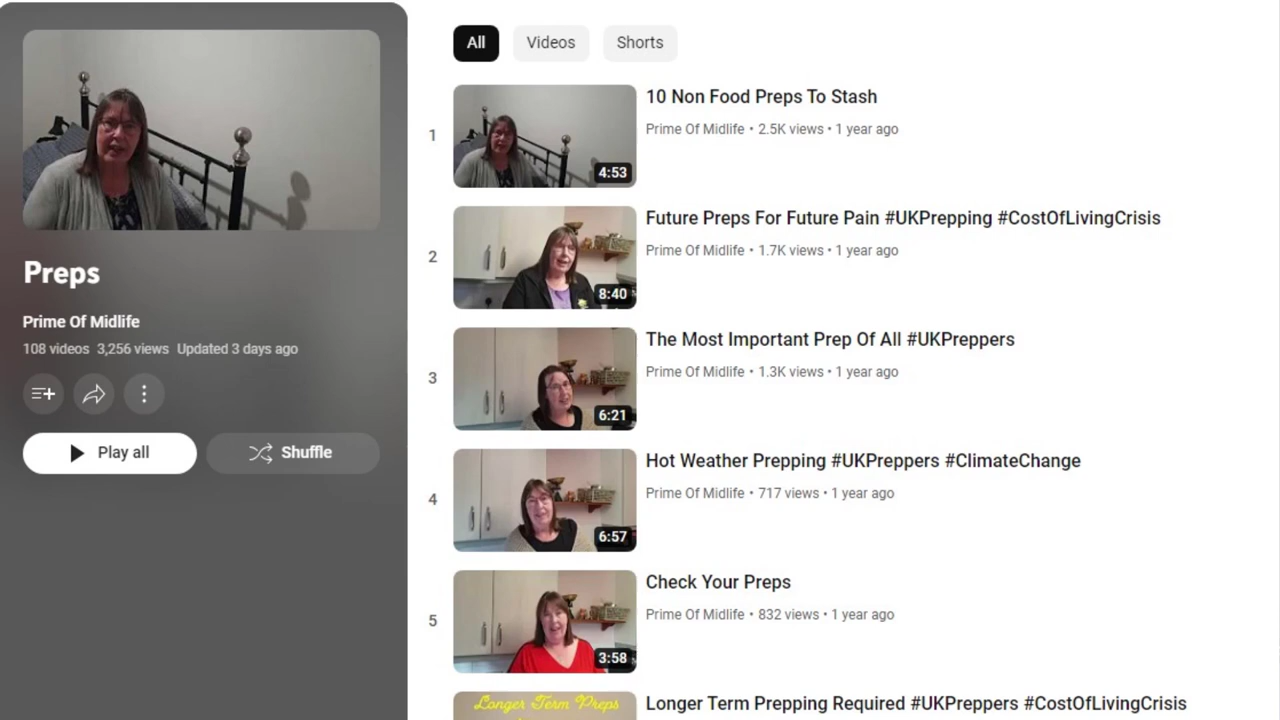 Preps
Prime Of Midlife
108 videos 3,256 views Updated 3 days ago
Play all
Shuffle
All
Videos
Shorts
1
4:53
10 Non Food Preps To Stash
Prime Of Midlife • 2.5K views • 1 year ago
2
8:40
Future Preps For Future Pain #UKPrepping #CostOfLivingCrisis
Prime Of Midlife • 1.7K views • 1 year ago
3
6:21
The Most Important Prep Of All #UKPreppers
Prime Of Midlife • 1.3K views • 1 year ago
4
6:57
Hot Weather Prepping #UKPreppers #ClimateChange
Prime Of Midlife • 717 views • 1 year ago
5
3:58
Check Your Preps
Prime Of Midlife • 832 views • 1 year ago
Longer Term Preps
Longer Term Prepping Required #UKPreppers #CostOfLivingCrisis